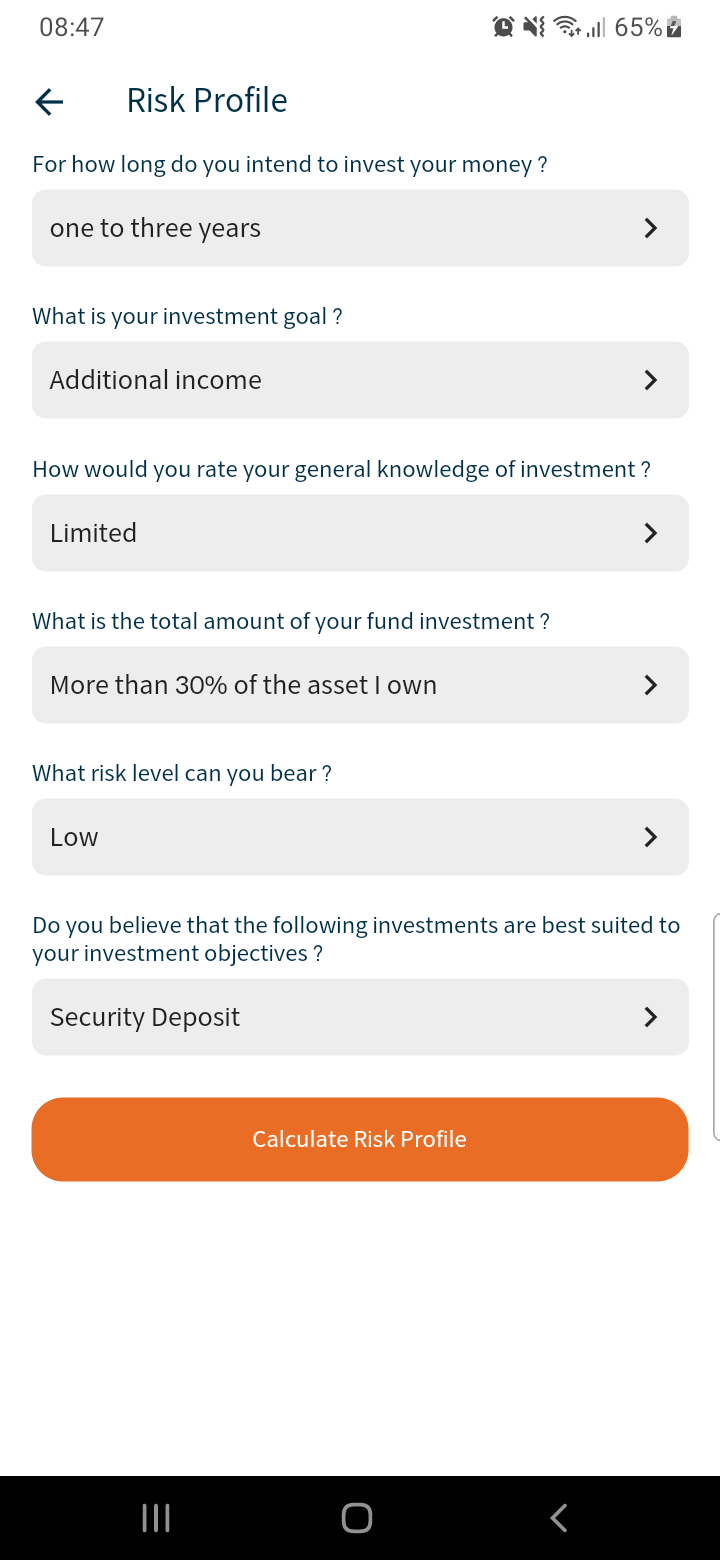 08:47 65%
Risk Profile
For how long do you intend to invest your money ?
one to three years
What is your investment goal ?
Additional income
How would you rate your general knowledge of investment ?
Limited
What is the total amount of your fund investment ?
More than 30% of the asset I own
What risk level can you bear ?
Low
Do you believe that the following investments are best suited to
your investment objectives ?
Security Deposit
Calculate Risk Profile